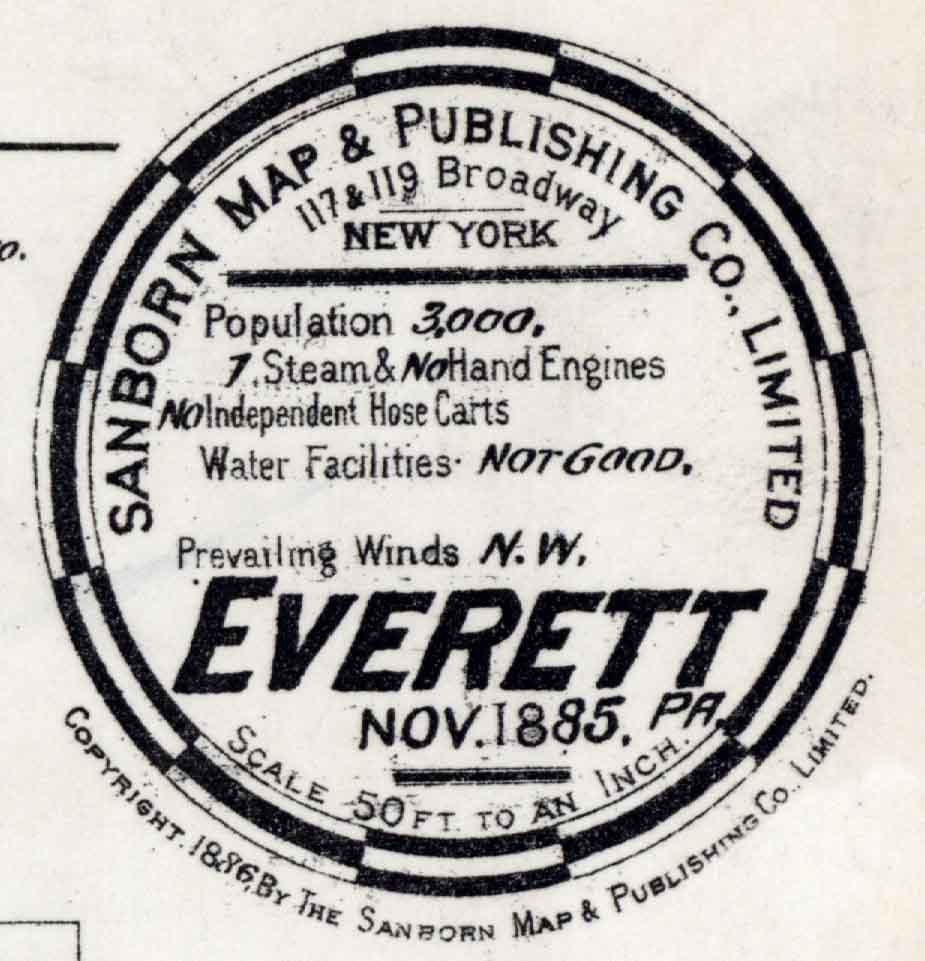 SANBORN MAP & PUBLISHING CO., LIMITED
117 & 119 Broadway
NEW YORK
Population 3,000.
1 Steam & No Hand Engines
No Independent Hose Carts
Water Facilities NOT GOOD.
Prevailing Winds N.W.
EVERETT
NOV. 1885. PA.
SCALE 50 FT. TO AN INCH.
COPYRIGHT 1886, BY THE SANBORN MAP & PUBLISHING CO., LIMITED.
o.